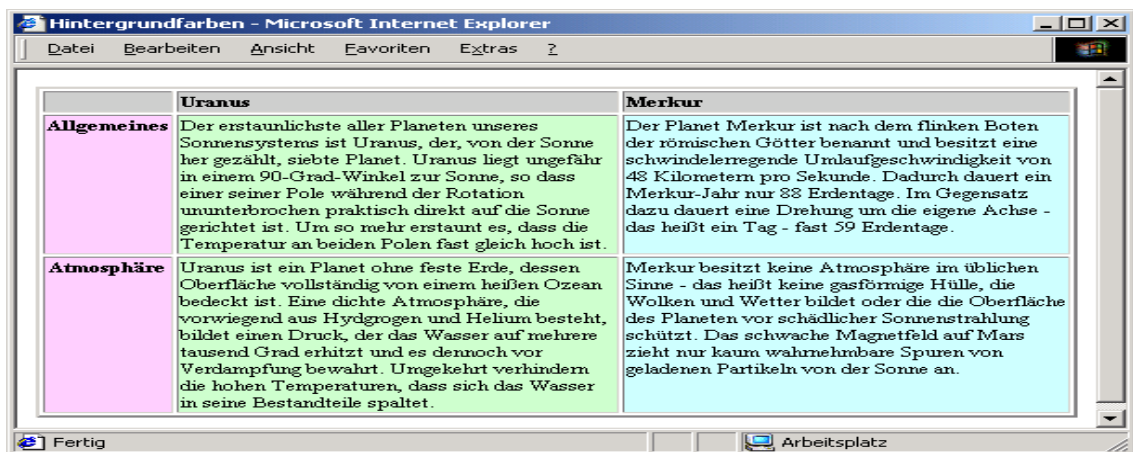 Hintergrundfarben - Microsoft Internet Explorer
Datei Bearbeiten Ansicht Favoriten Extras ?
Uranus Merkur
Allgemeines
Der erstaunlichste aller Planeten unseres
Sonnensystems ist Uranus, der, von der Sonne
her gezählt, siebte Planet. Uranus liegt ungefähr
in einem 90-Grad-Winkel zur Sonne, so dass
einer seiner Pole während der Rotation
ununterbrochen praktisch direkt auf die Sonne
gerichtet ist. Um so mehr erstaunt es, dass die
Temperatur an beiden Polen fast gleich hoch ist.
Der Planet Merkur ist nach dem flinken Boten
der römischen Götter benannt und besitzt eine
schwindelerregende Umlaufgeschwindigkeit von
48 Kilometern pro Sekunde. Dadurch dauert ein
Merkur-Jahr nur 88 Erdentage. Im Gegensatz
dazu dauert eine Drehung um die eigene Achse -
das heißt ein Tag - fast 59 Erdentage.
Atmosphäre
Uranus ist ein Planet ohne feste Erde, dessen
Oberfläche vollständig von einem heißen Ozean
bedeckt ist. Eine dichte Atmosphäre, die
vorwiegend aus Hydgrogen und Helium besteht,
bildet einen Druck, der das Wasser auf mehrere
tausend Grad erhitzt und es dennoch vor
Verdampfung bewahrt. Umgekehrt verhindern
die hohen Temperaturen, dass sich das Wasser
in seine Bestandteile spaltet.
Merkur besitzt keine Atmosphäre im üblichen
Sinne - das heißt keine gasförmige Hülle, die
Wolken und Wetter bildet oder die die Oberfläche
des Planeten vor schädlicher Sonnenstrahlung
schützt. Das schwache Magnetfeld auf Mars
zieht nur kaum wahrnehmbare Spuren von
geladenen Partikeln von der Sonne an.
Fertig Arbeitsplatz